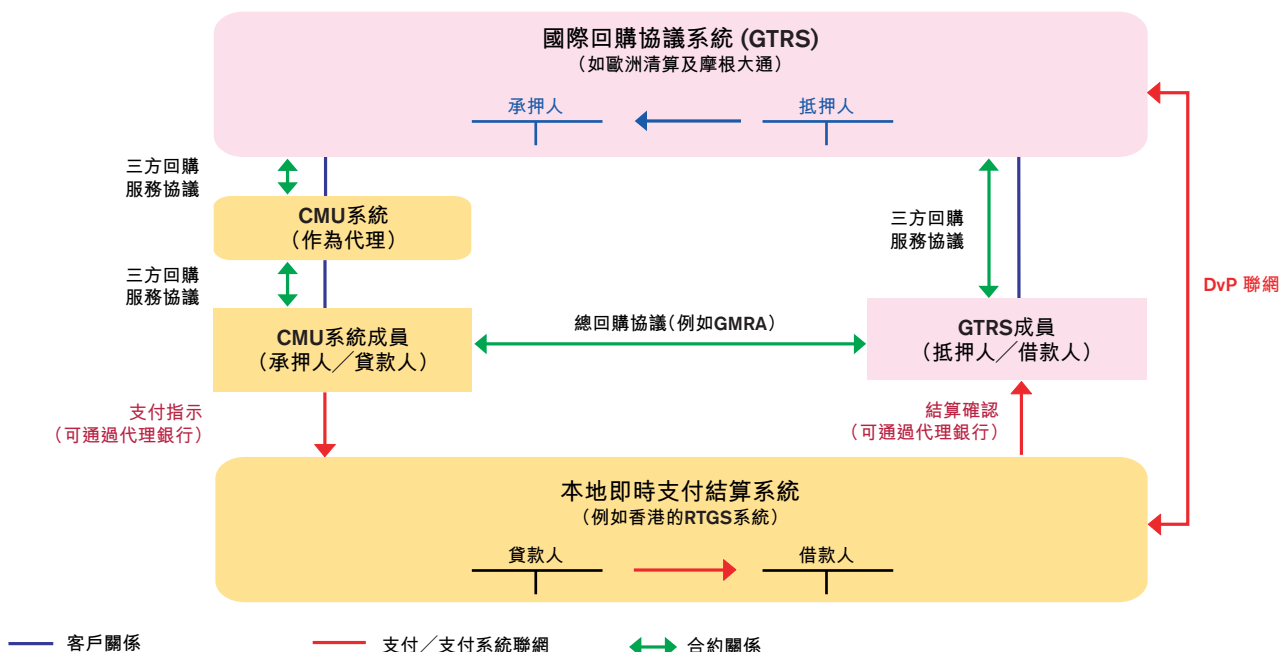 國際回購協議系統 (GTRS)
（如歐洲清算及摩根大通）
承押人
抵押人
三方回購
服務協議
CMU系統
（作為代理）
三方回購
服務協議
三方回購
服務協議
DvP 聯網
CMU系統成員
（承押人／貸款人）
總回購協議(例如GMRA)
GTRS成員
（抵押人／借款人）
支付指示
（可通過代理銀行）
結算確認
（可通過代理銀行）
本地即時支付結算系統
（例如香港的RTGS系統）
貸款人
借款人
客戶關係
支付／支付系統聯網
合約關係